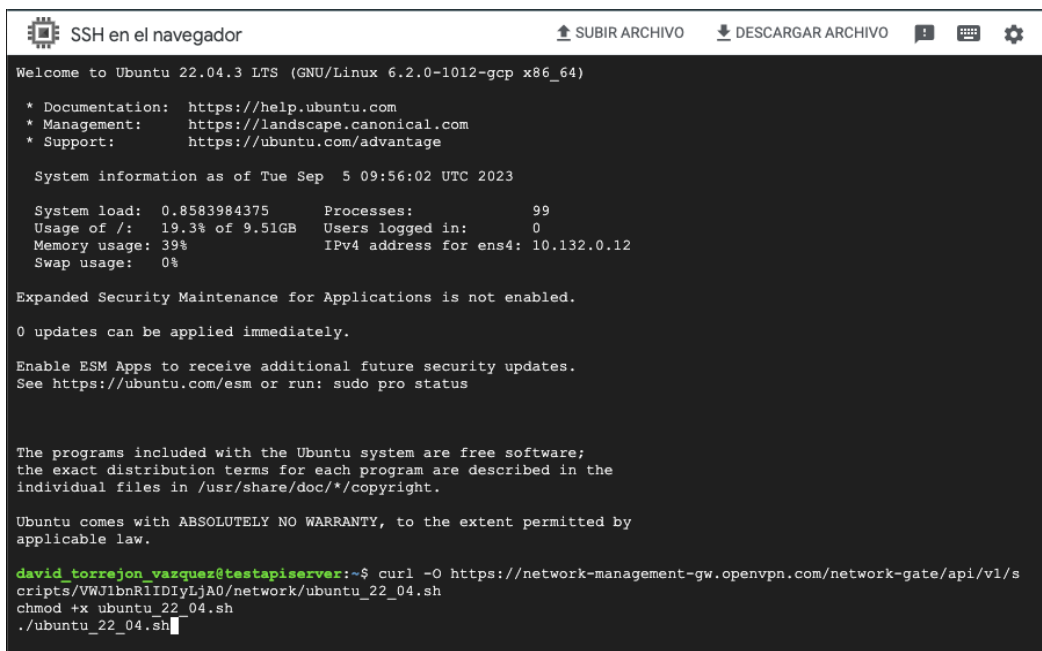 SSH en el navegador
SUBIR ARCHIVO
DESCARGAR ARCHIVO
Welcome to Ubuntu 22.04.3 LTS (GNU/Linux 6.2.0-1012-gcp x86_64)
* Documentation:  https://help.ubuntu.com
* Management:     https://landscape.canonical.com
* Support:        https://ubuntu.com/advantage
System information as of Tue Sep  5 09:56:02 UTC 2023
System load:  0.8583984375      Processes:             99
Usage of /:   19.3% of 9.51GB   Users logged in:       0
Memory usage: 39%               IPv4 address for ens4: 10.132.0.12
Swap usage:   0%
Expanded Security Maintenance for Applications is not enabled.
0 updates can be applied immediately.
Enable ESM Apps to receive additional future security updates.
See https://ubuntu.com/esm or run: sudo pro status
The programs included with the Ubuntu system are free software;
the exact distribution terms for each program are described in the
individual files in /usr/share/doc/*/copyright.
Ubuntu comes with ABSOLUTELY NO WARRANTY, to the extent permitted by
applicable law.
david_torrejon_vazquez@testapiserver:~$ curl -O https://network-management-gw.openvpn.com/network-gate/api/v1/s
cripts/VWJ1bnR1IDIyLjA0/network/ubuntu_22_04.sh
chmod +x ubuntu_22_04.sh
./ubuntu_22_04.sh